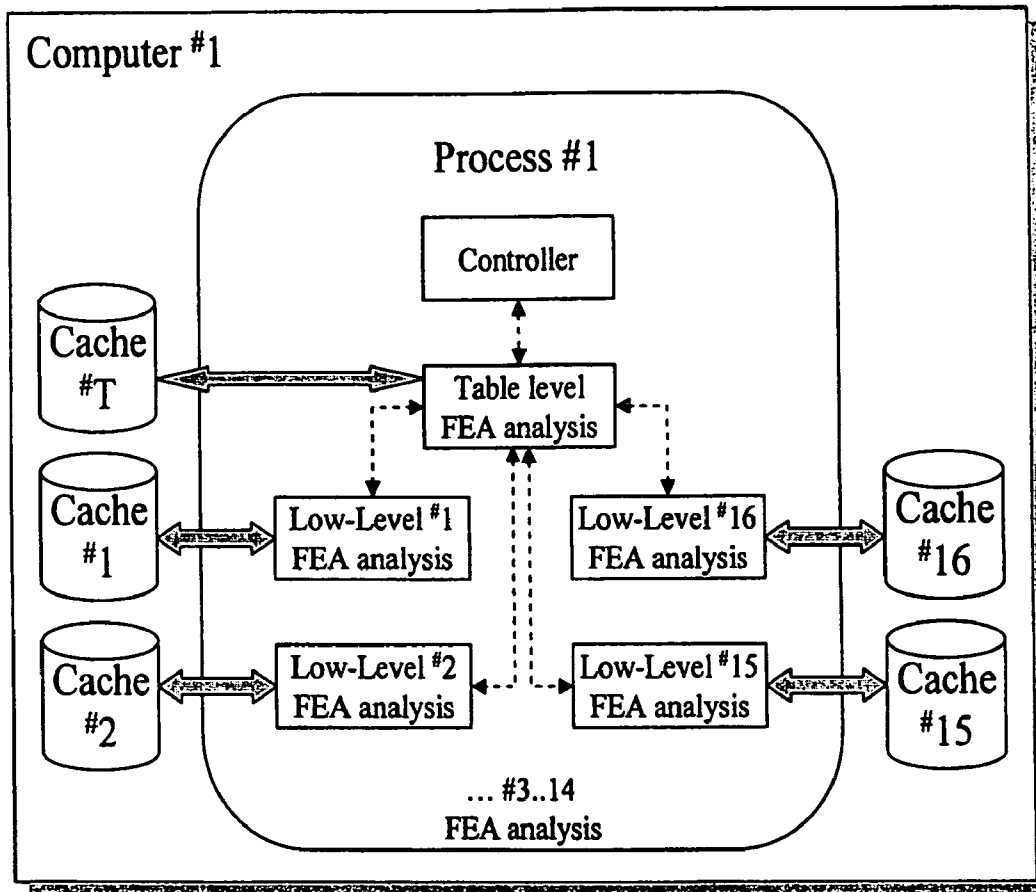 Computer #1
Process #1
Controller
Cache
#T
Table level
FEA analysis
Cache
#1
Low-Level #1
FEA analysis
Low-Level #16
FEA analysis
Cache
#16
Cache
#2
Low-Level #2
FEA analysis
Low-Level #15
FEA analysis
Cache
#15
... #3..14
FEA analysis